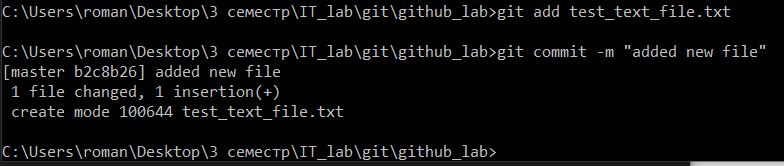 C:\Users\roman\Desktop\3 семестр\IT_lab\git\github_lab>git add test_text_file.txt
C:\Users\roman\Desktop\3 семестр\IT_lab\git\github_lab>git commit -m "added new file"
[master b2c8b26] added new file
 1 file changed, 1 insertion(+)
 create mode 100644 test_text_file.txt
C:\Users\roman\Desktop\3 семестр\IT_lab\git\github_lab>